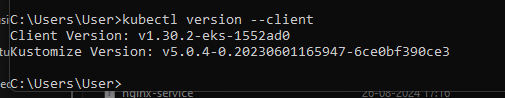 C:\Users\User>kubectl version --client
Client Version: v1.30.2-eks-1552ad0
Kustomize Version: v5.0.4-0.20230601165947-6ce0bf390ce3
C:\Users\User>
nginx-service 26-08-2024 17:16